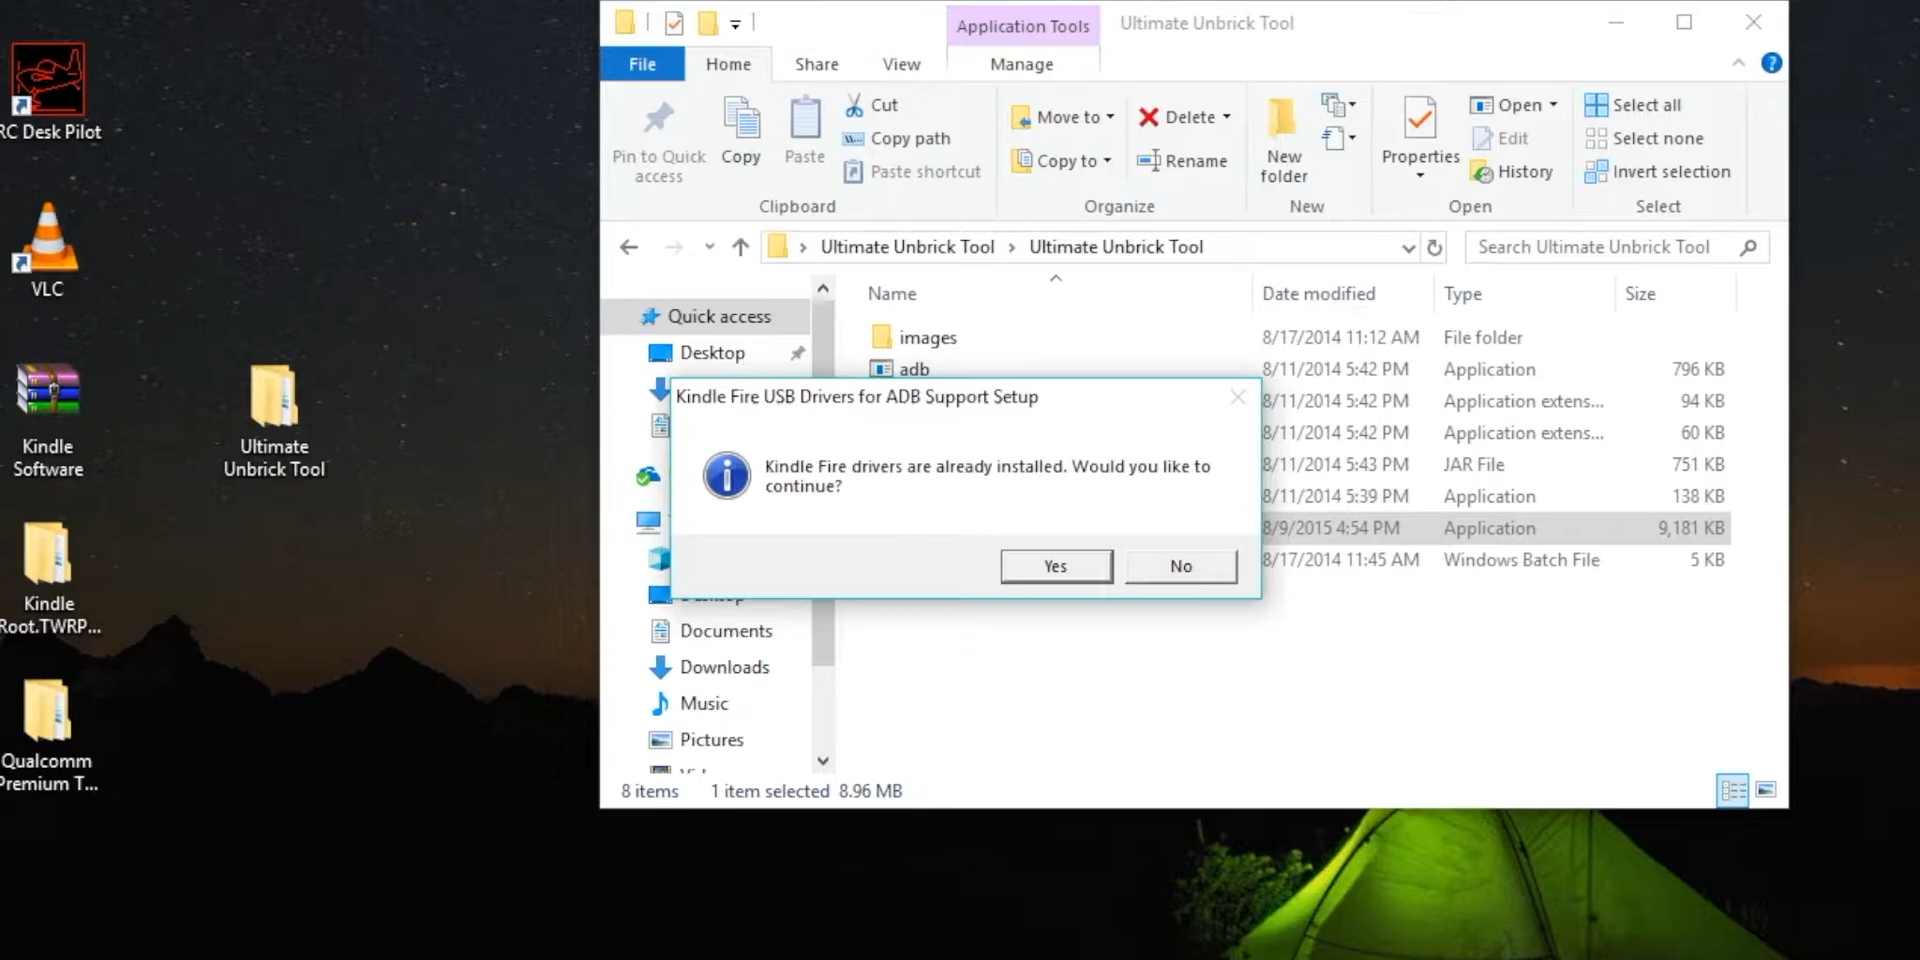 Application Tools
Ultimate Unbrick Tool
File
Home
Share
View
Manage
?
Pin to Quick
access
Copy
Paste
Cut
Copy path
Paste shortcut
Clipboard
Move to
Copy to
Delete
Rename
Organize
New
folder
New
Properties
Open
Edit
History
Open
Select all
Select none
Invert selection
Select
Ultimate Unbrick Tool
Ultimate Unbrick Tool
Search Ultimate Unbrick Tool
Name
Date modified
Type
Size
Quick access
Desktop
Documents
Downloads
Music
Pictures
images
8/17/2014 11:12 AM
File folder
adb
8/11/2014 5:42 PM
Application
796 KB
8/11/2014 5:42 PM
Application extens...
94 KB
8/11/2014 5:42 PM
Application extens...
60 KB
8/11/2014 5:43 PM
JAR File
751 KB
8/11/2014 5:39 PM
Application
138 KB
8/9/2015 4:54 PM
Application
9,181 KB
8/17/2014 11:45 AM
Windows Batch File
5 KB
Kindle Fire USB Drivers for ADB Support Setup
Kindle Fire drivers are already installed. Would you like to
continue?
Yes
No
8 items
1 item selected
8.96 MB
RC Desk Pilot
VLC
Kindle
Software
Ultimate
Unbrick Tool
Kindle
Root.TWRP...
Qualcomm
Premium T...